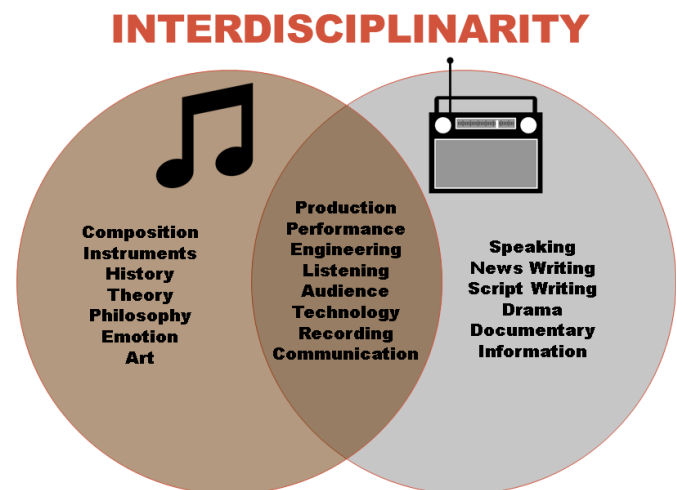 INTERDISCIPLINARITY
Composition
Instruments
History
Theory
Philosophy
Emotion
Art
Production
Performance
Engineering
Listening
Audience
Technology
Recording
Communication
Speaking
News Writing
Script Writing
Drama
Documentary
Information